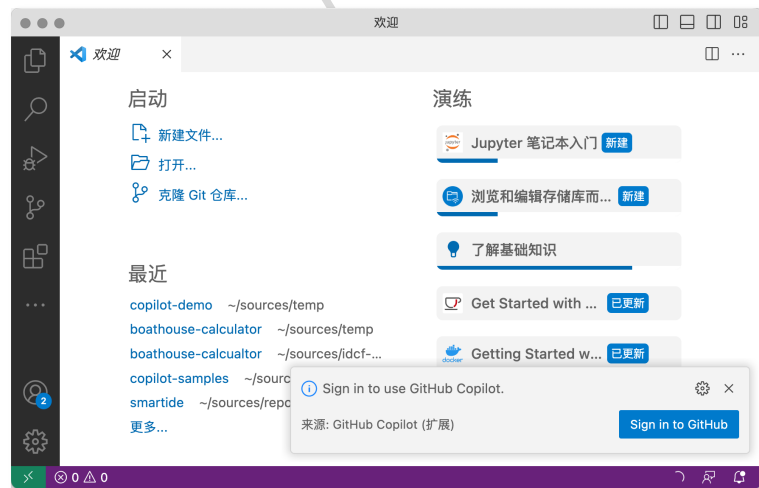 欢迎
欢迎
启动
新建文件...
打开...
克隆 Git 仓库...
最近
copilot-demo ~/sources/temp
boathouse-calculator ~/sources/temp
boathouse-calcualtor ~/sources/idcf-...
copilot-samples ~/sourc
smartide ~/sources/repo
更多...
演练
Jupyter 笔记本入门 新建
浏览和编辑存储库而... 新建
了解基础知识
Get Started with ... 已更新
docker Getting Started w... 已更新
Sign in to use GitHub Copilot.
来源: GitHub Copilot (扩展)
Sign in to GitHub
2
0 0